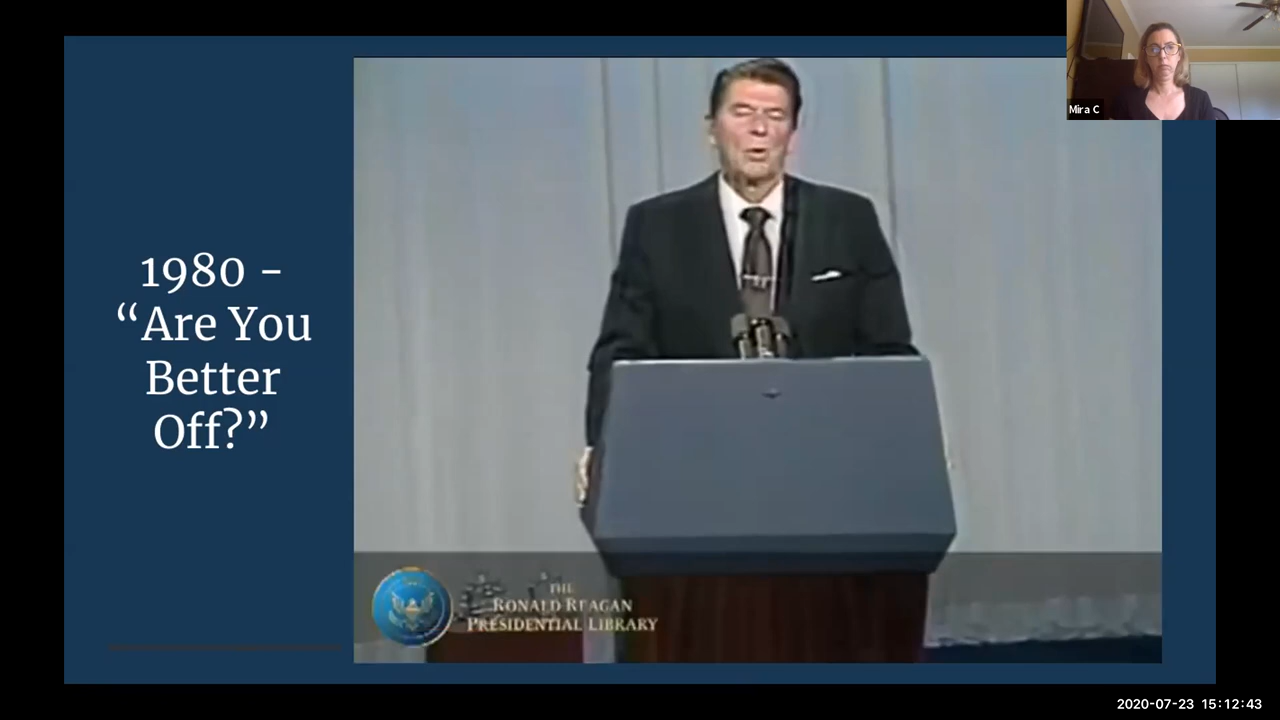 1980 -
“Are You
Better
Off?”
THE
RONALD REAGAN
PRESIDENTIAL LIBRARY
Mira C
2020-07-23 15:12:43